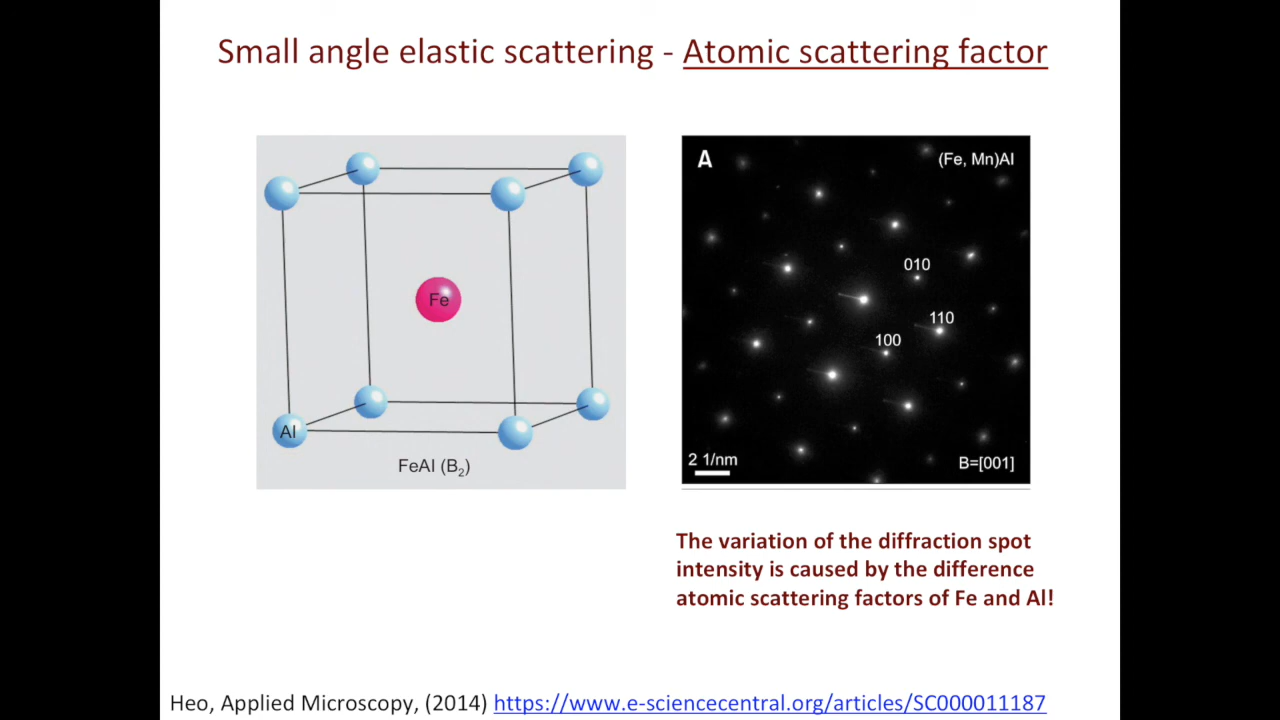 Small angle elastic scattering - Atomic scattering factor
Fe
Al
FeAl (B₂)
A
(Fe, Mn)Al
010
110
100
2 1/nm
B=[001]
The variation of the diffraction spot
intensity is caused by the difference
atomic scattering factors of Fe and Al!
Heo, Applied Microscopy, (2014) https://www.e-sciencecentral.org/articles/SC000011187